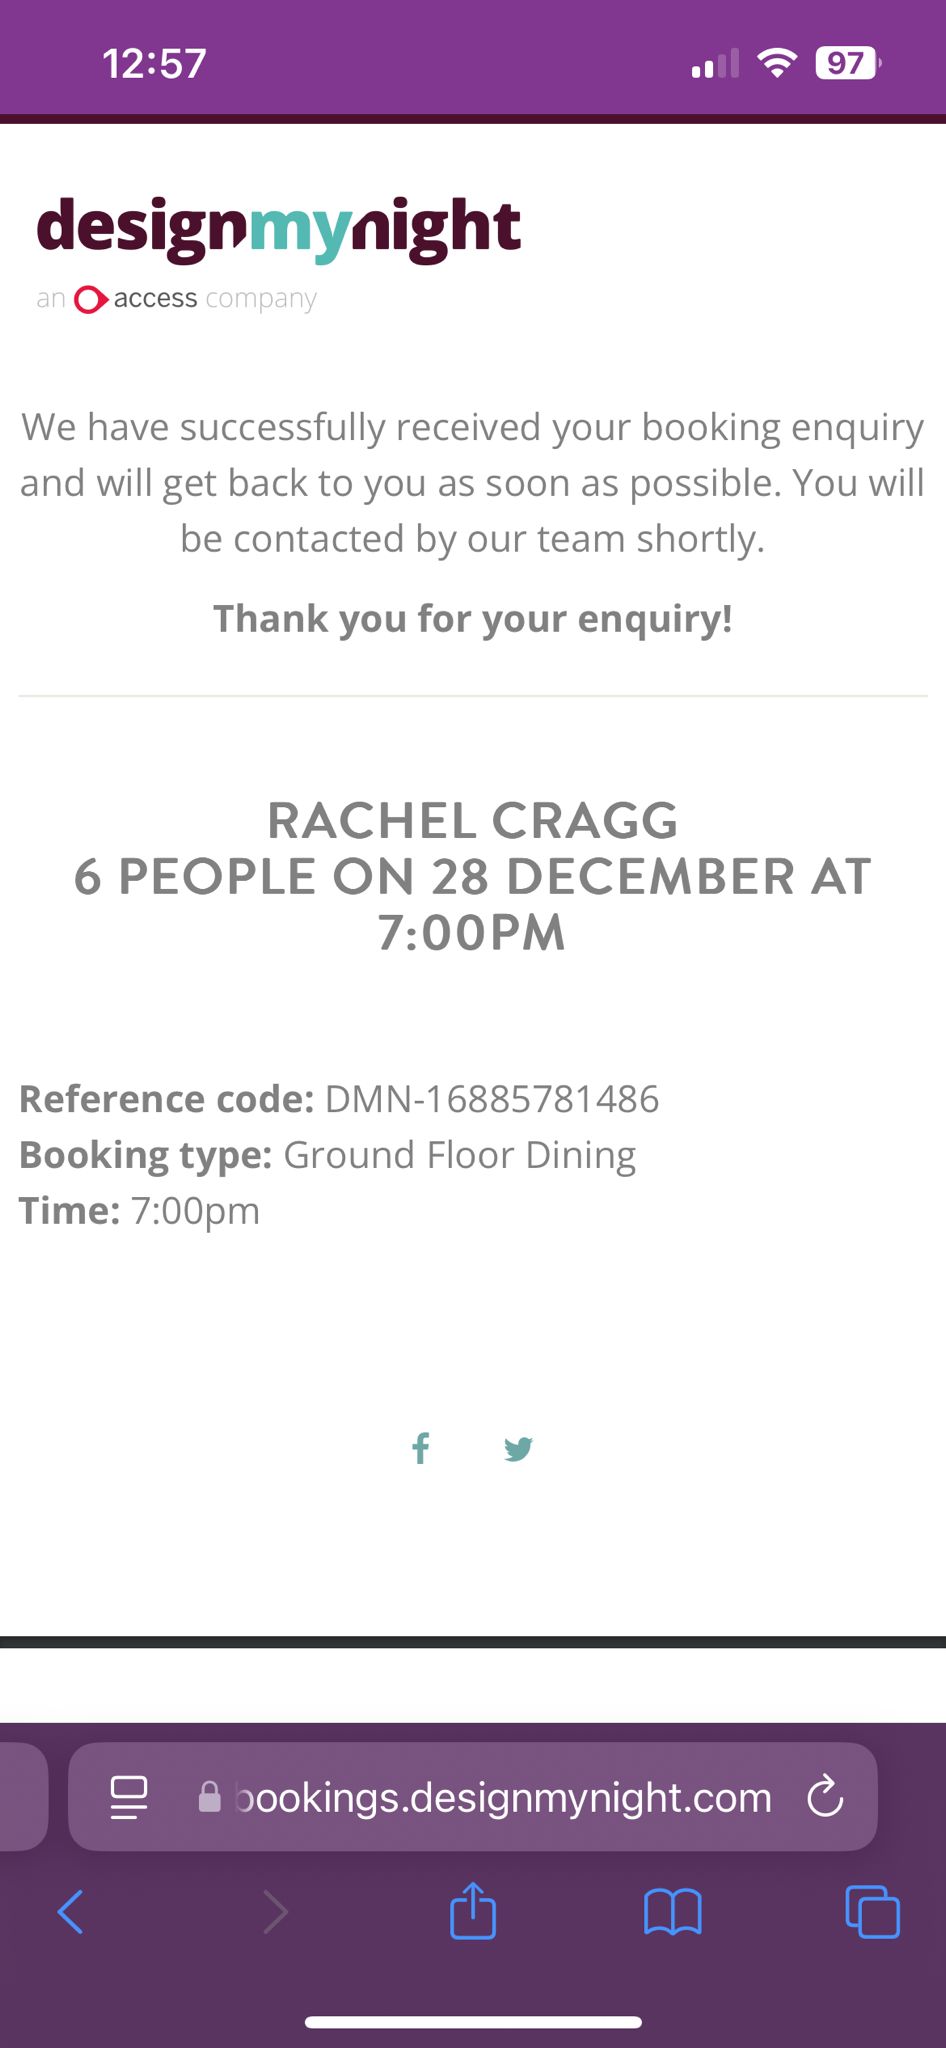 12:57
97
designmynight
an access company
We have successfully received your booking enquiry
and will get back to you as soon as possible. You will
be contacted by our team shortly.
Thank you for your enquiry!
RACHEL CRAGG
6 PEOPLE ON 28 DECEMBER AT
7:00PM
Reference code: DMN-16885781486
Booking type: Ground Floor Dining
Time: 7:00pm
bookings.designmynight.com